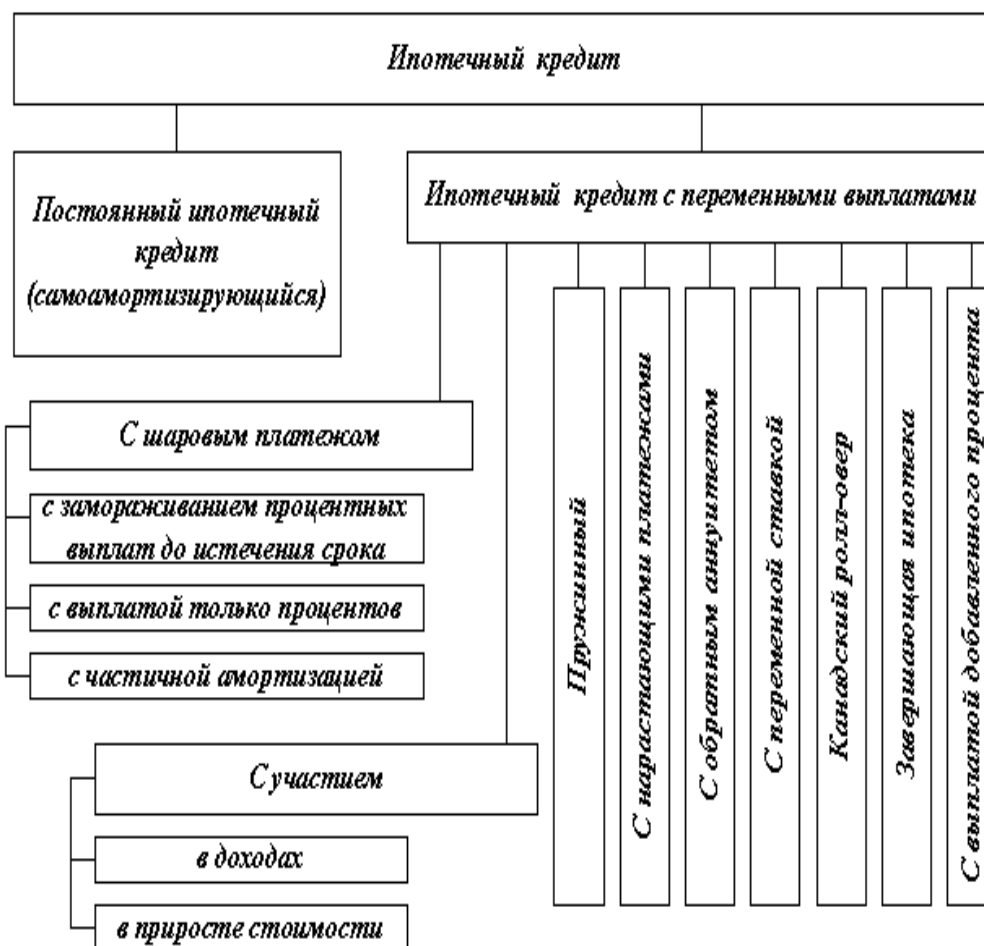 Ипотечный кредит
Постоянный ипотечный
кредит
(самоамортизирующийся)
Ипотечный кредит с переменными выплатами
С шаровым платежом
с замораживанием процентных
выплат до истечения срока
с выплатой только процентов
с частичной амортизацией
С участием
в доходах
в приросте стоимости
Пружинный
С нарастающими платежами
С обратным аннуитетом
С переменной ставкой
Канадский ролл-овер
Завершающая ипотека
С выплатой добавленного процента